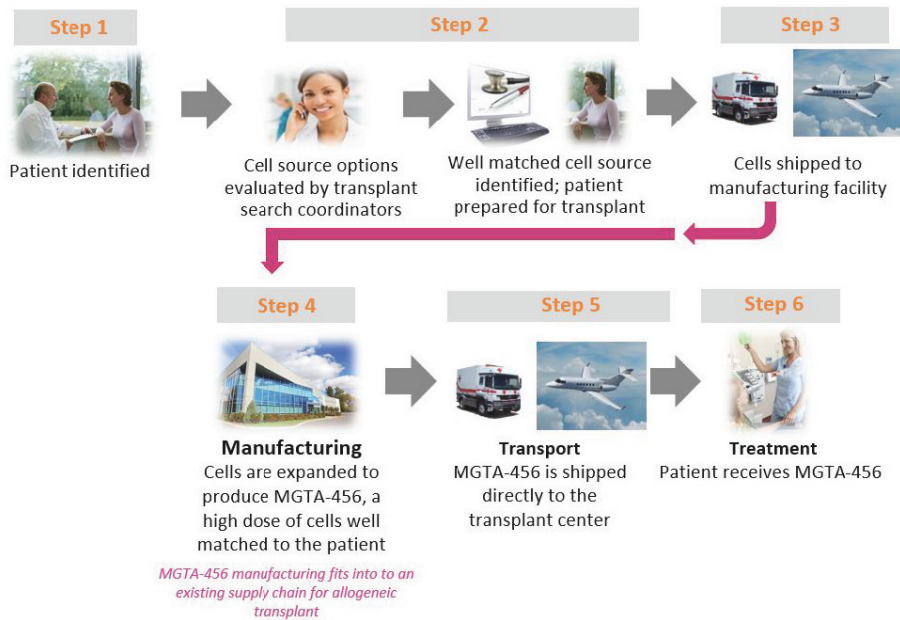 Step 1
Step 2
Step 3
Patient identified
Cell source options
evaluated by transplant
search coordinators
Well matched cell source
identified; patient
prepared for transplant
Cells shipped to
manufacturing facility
Step 4
Step 5
Step 6
Manufacturing
Cells are expanded to
produce MGTA-456, a
high dose of cells well
matched to the patient
MGTA-456 manufacturing fits into to an
existing supply chain for allogeneic
transplant
Transport
MGTA-456 is shipped
directly to the
transplant center
Treatment
Patient receives MGTA-456